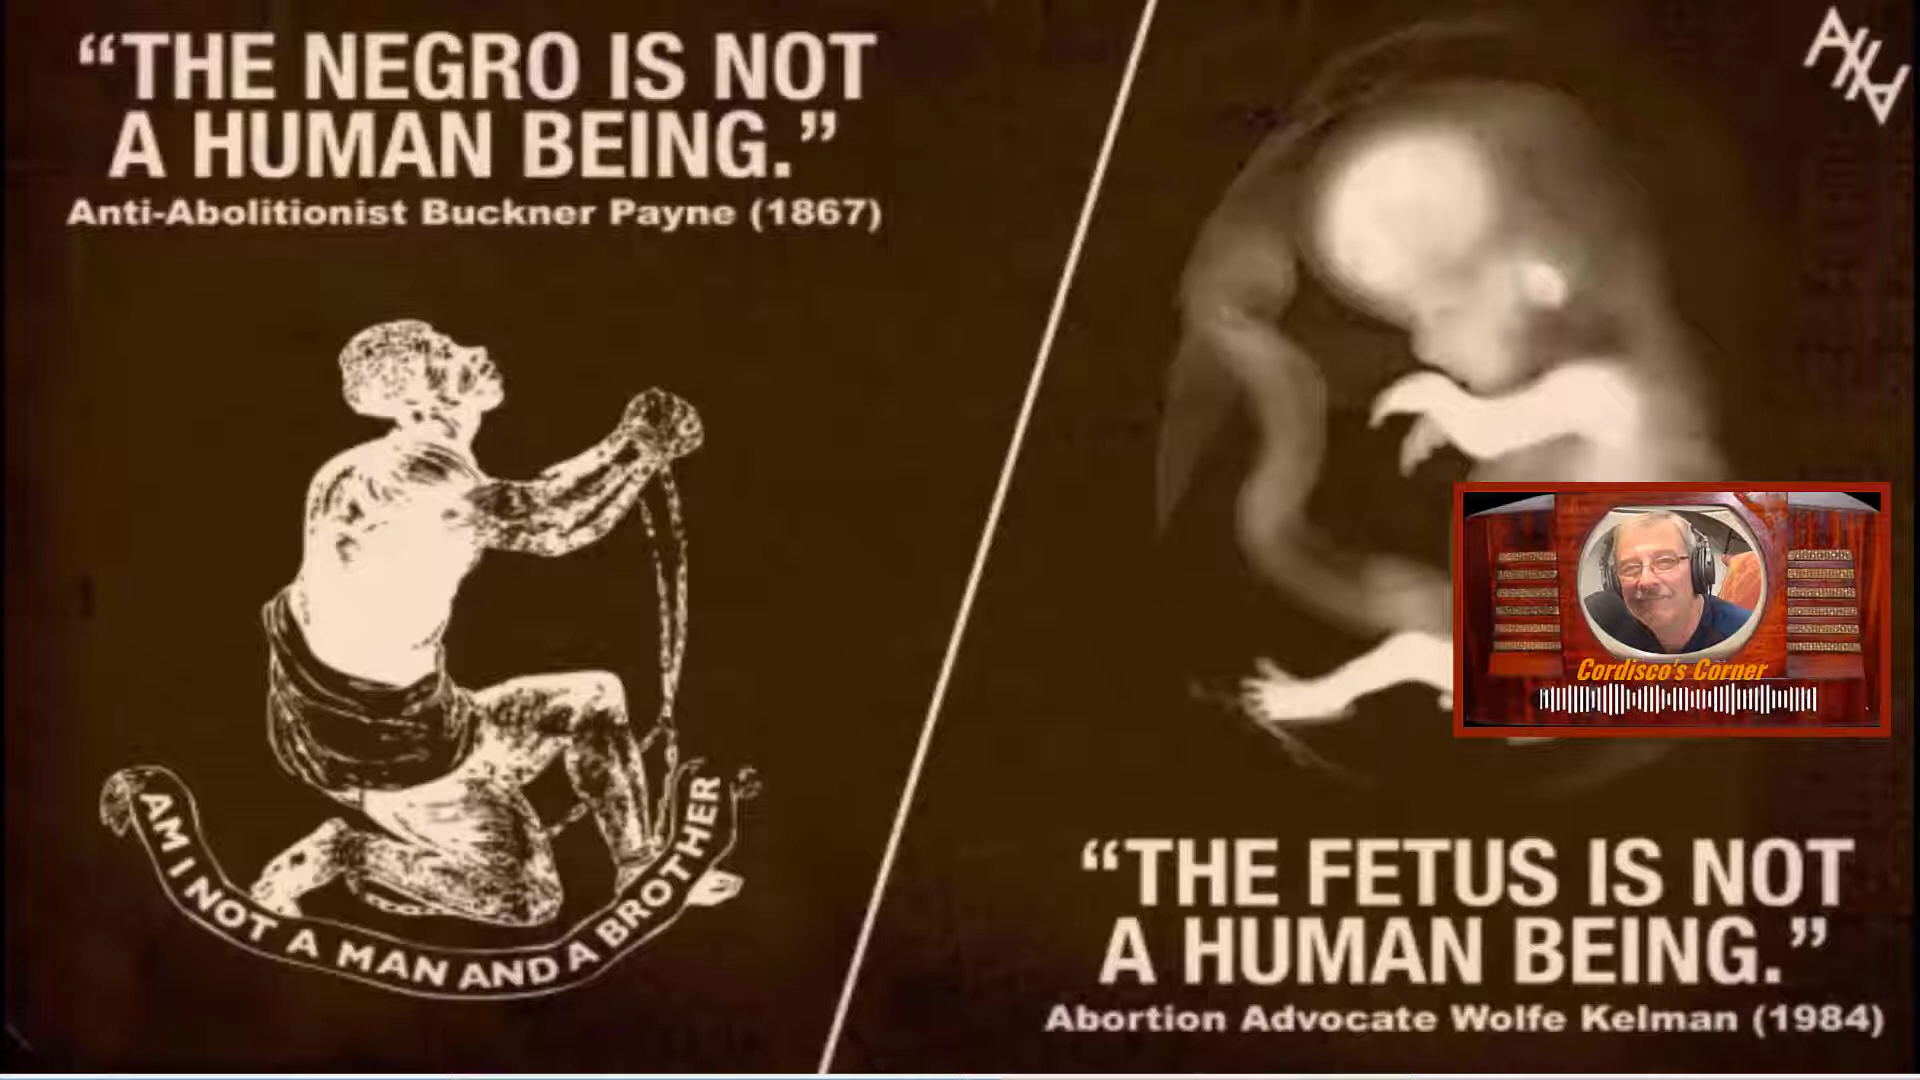 “THE NEGRO IS NOT
A HUMAN BEING.”
Anti-Abolitionist Buckner Payne (1867)
AM I NOT A MAN AND A BROTHER
AHA
Cordisco's Corner
“THE FETUS IS NOT
A HUMAN BEING.”
Abortion Advocate Wolfe Kelman (1984)